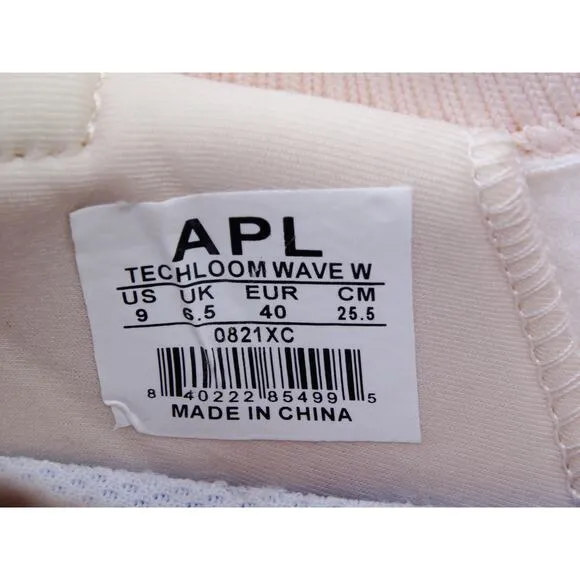 APL
TECHLOOM WAVE W
US UK EUR CM
9 6.5 40 25.5
0821XC
8 40222 85499 5
MADE IN CHINA